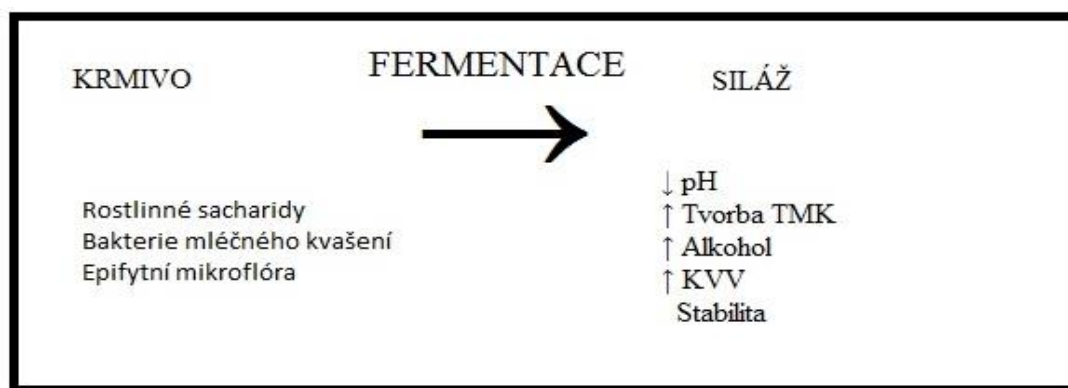 KRMIVO
FERMENTACE
SILÁŽ
Rostlinné sacharidy
Bakterie mléčného kvašení
Epifytní mikroflóra
↓ pH
↑ Tvorba TMK
↑ Alkohol
↑ KVV
Stabilita